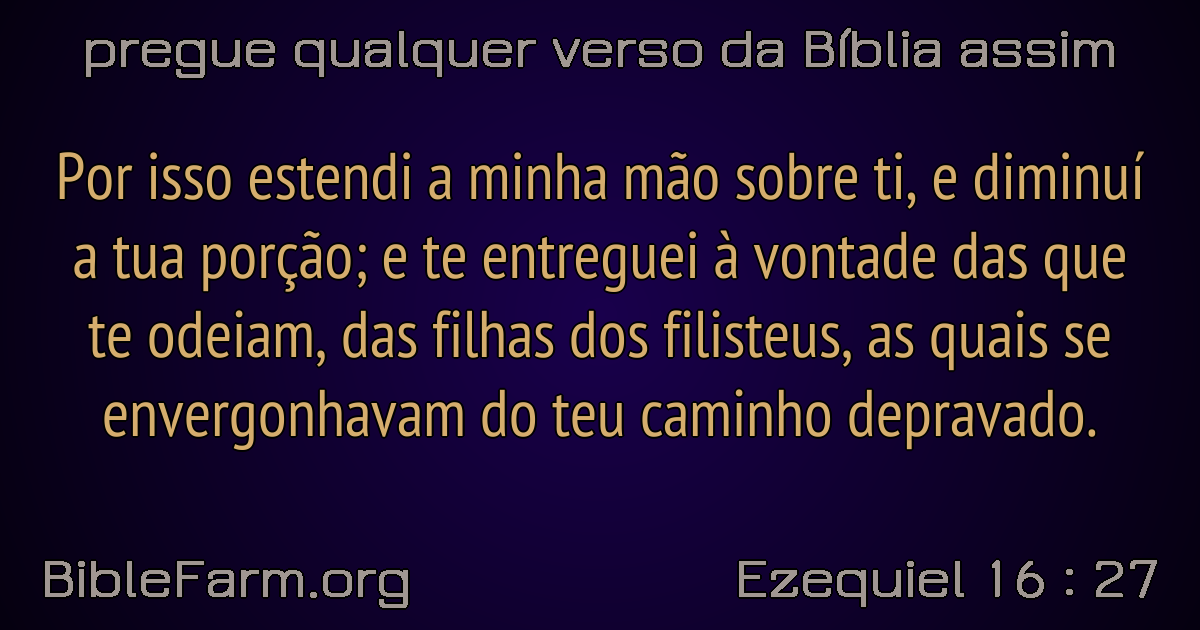 pregue qualquer verso da Bíblia assim
Por isso estendi a minha mão sobre ti, e diminuí
a tua porção; e te entreguei à vontade das que
te odeiam, das filhas dos filisteus, as quais se
envergonhavam do teu caminho depravado.
BibleFarm.org
Ezequiel 16 : 27